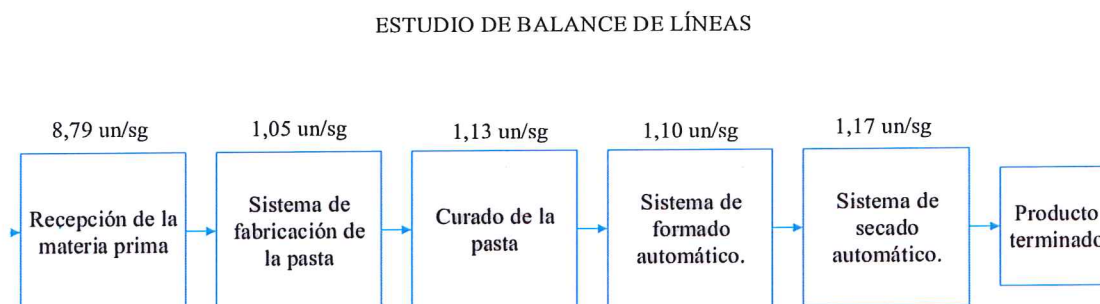 ESTUDIO DE BALANCE DE LÍNEAS
8,79 un/sg
1,05 un/sg
1,13 un/sg
1,10 un/sg
1,17 un/sg
Recepción de la
materia prima
Sistema de
fabricación de
la pasta
Curado de la
pasta
Sistema de
formado
automático.
Sistema de
secado
automático.
Producto
terminado